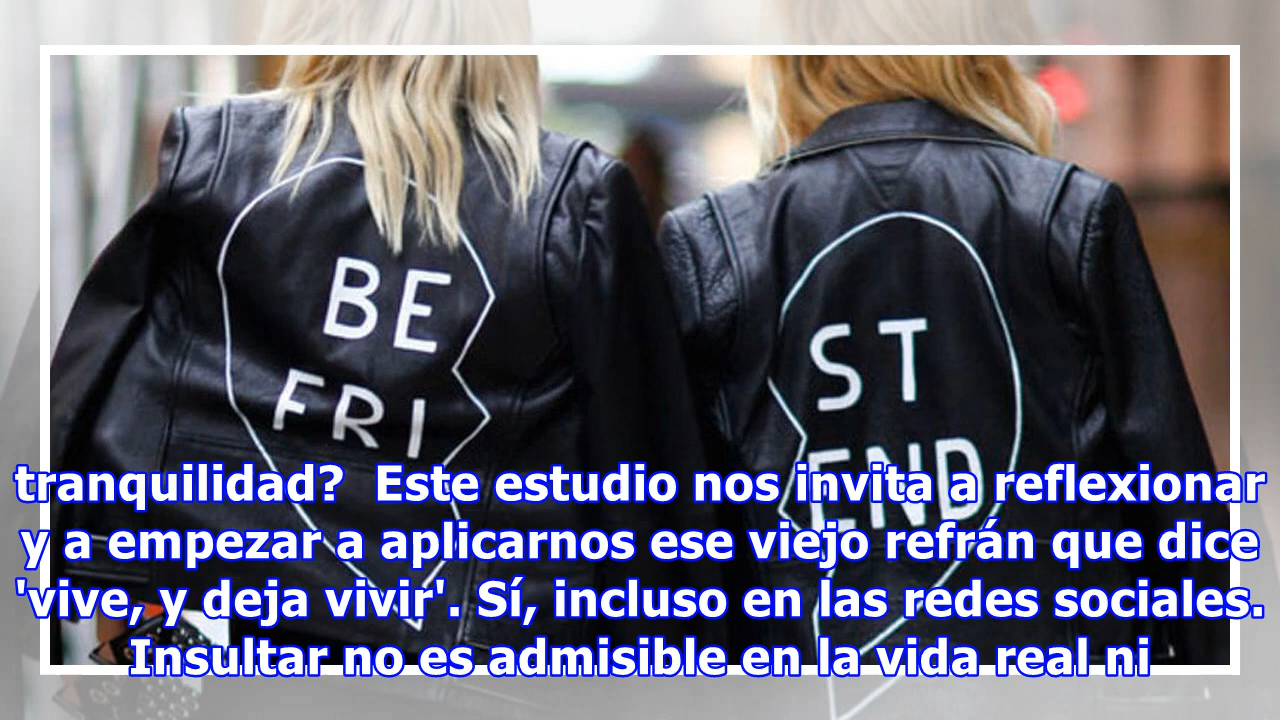 BE
FRI
ST
END
tranquilidad?  Este estudio nos invita a reflexionar
y a empezar a aplicarnos ese viejo refrán que dice
'vive, y deja vivir'. Sí, incluso en las redes sociales.
Insultar no es admisible en la vida real ni